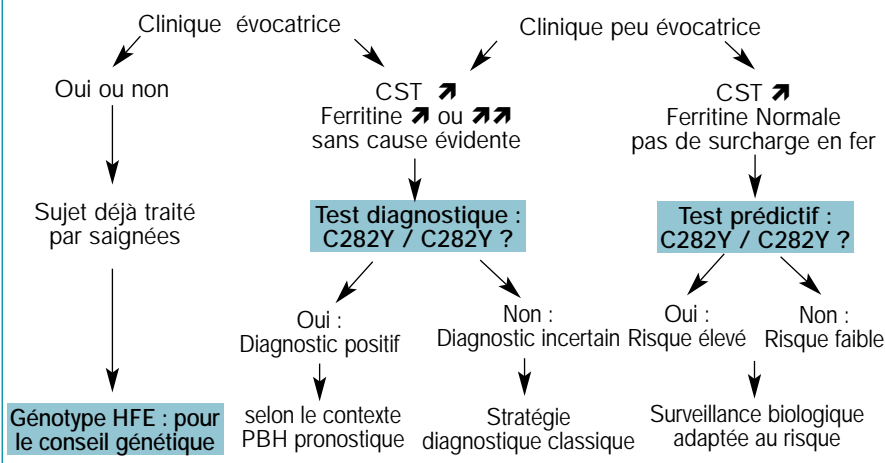 Clinique évocatrice
Clinique peu évocatrice
Oui ou non
CST ↗
Ferritine ↗ ou ↗↗
sans cause évidente
CST ↗
Ferritine Normale
pas de surcharge en fer
Sujet déjà traité
par saignées
Test diagnostique :
C282Y / C282Y ?
Test prédictif :
C282Y / C282Y ?
Oui :
Diagnostic positif
Non :
Diagnostic incertain
Oui :
Risque élevé
Non :
Risque faible
Génotype HFE : pour
le conseil génétique
selon le contexte
PBH pronostique
Stratégie
diagnostique classique
Surveillance biologique
adaptée au risque